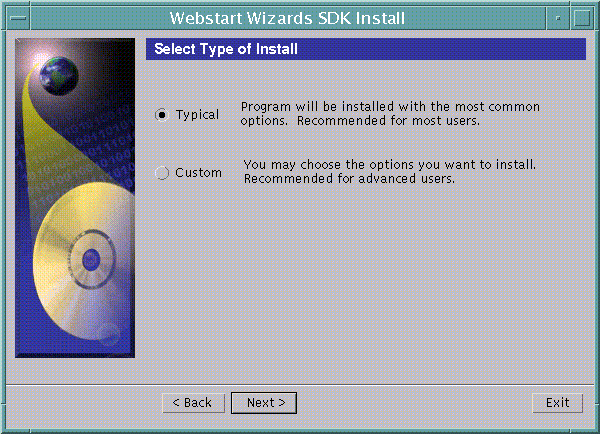 Webstart Wizards SDK Install
Select Type of Install
Typical
Program will be installed with the most common
options. Recommended for most users.
Custom
You may choose the options you want to install.
Recommended for advanced users.
< Back
Next >
Exit